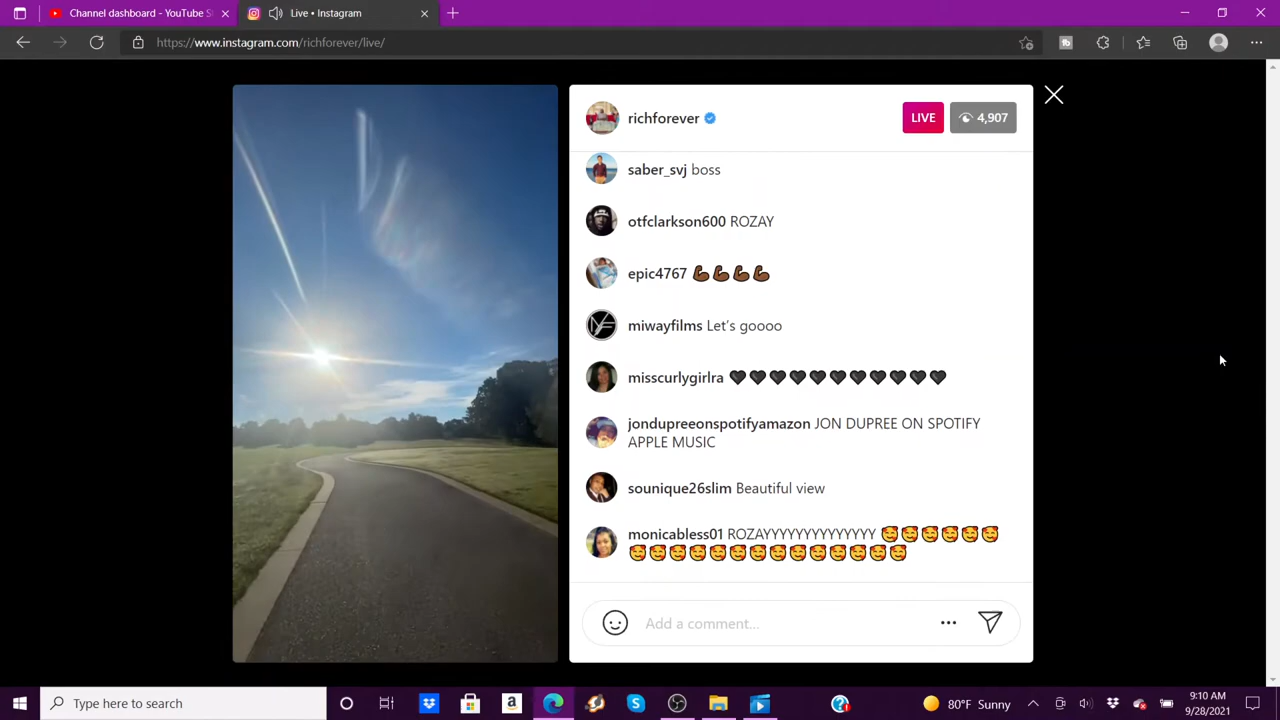 Channel dashboard - YouTube S
Live • Instagram
https://www.instagram.com/richforever/live/
richforever
LIVE
4,907
saber_svj boss
otfclarkson600 ROZAY
epic4767 💪🏾💪🏾💪🏾💪🏾
miwayfilms Let's goooo
misscurlygirlra 🖤🖤🖤🖤🖤🖤🖤🖤🖤🖤🖤
jondupreeonspotifyamazon JON DUPREE ON SPOTIFY
APPLE MUSIC
sounique26slim Beautiful view
monicabless01 ROZAYYYYYYYYYYYYYY 🥰🥰🥰🥰🥰🥰
🥰🥰🥰🥰🥰🥰🥰🥰🥰🥰🥰🥰🥰🥰
Add a comment...
Type here to search
80°F Sunny
9:10 AM
9/28/2021